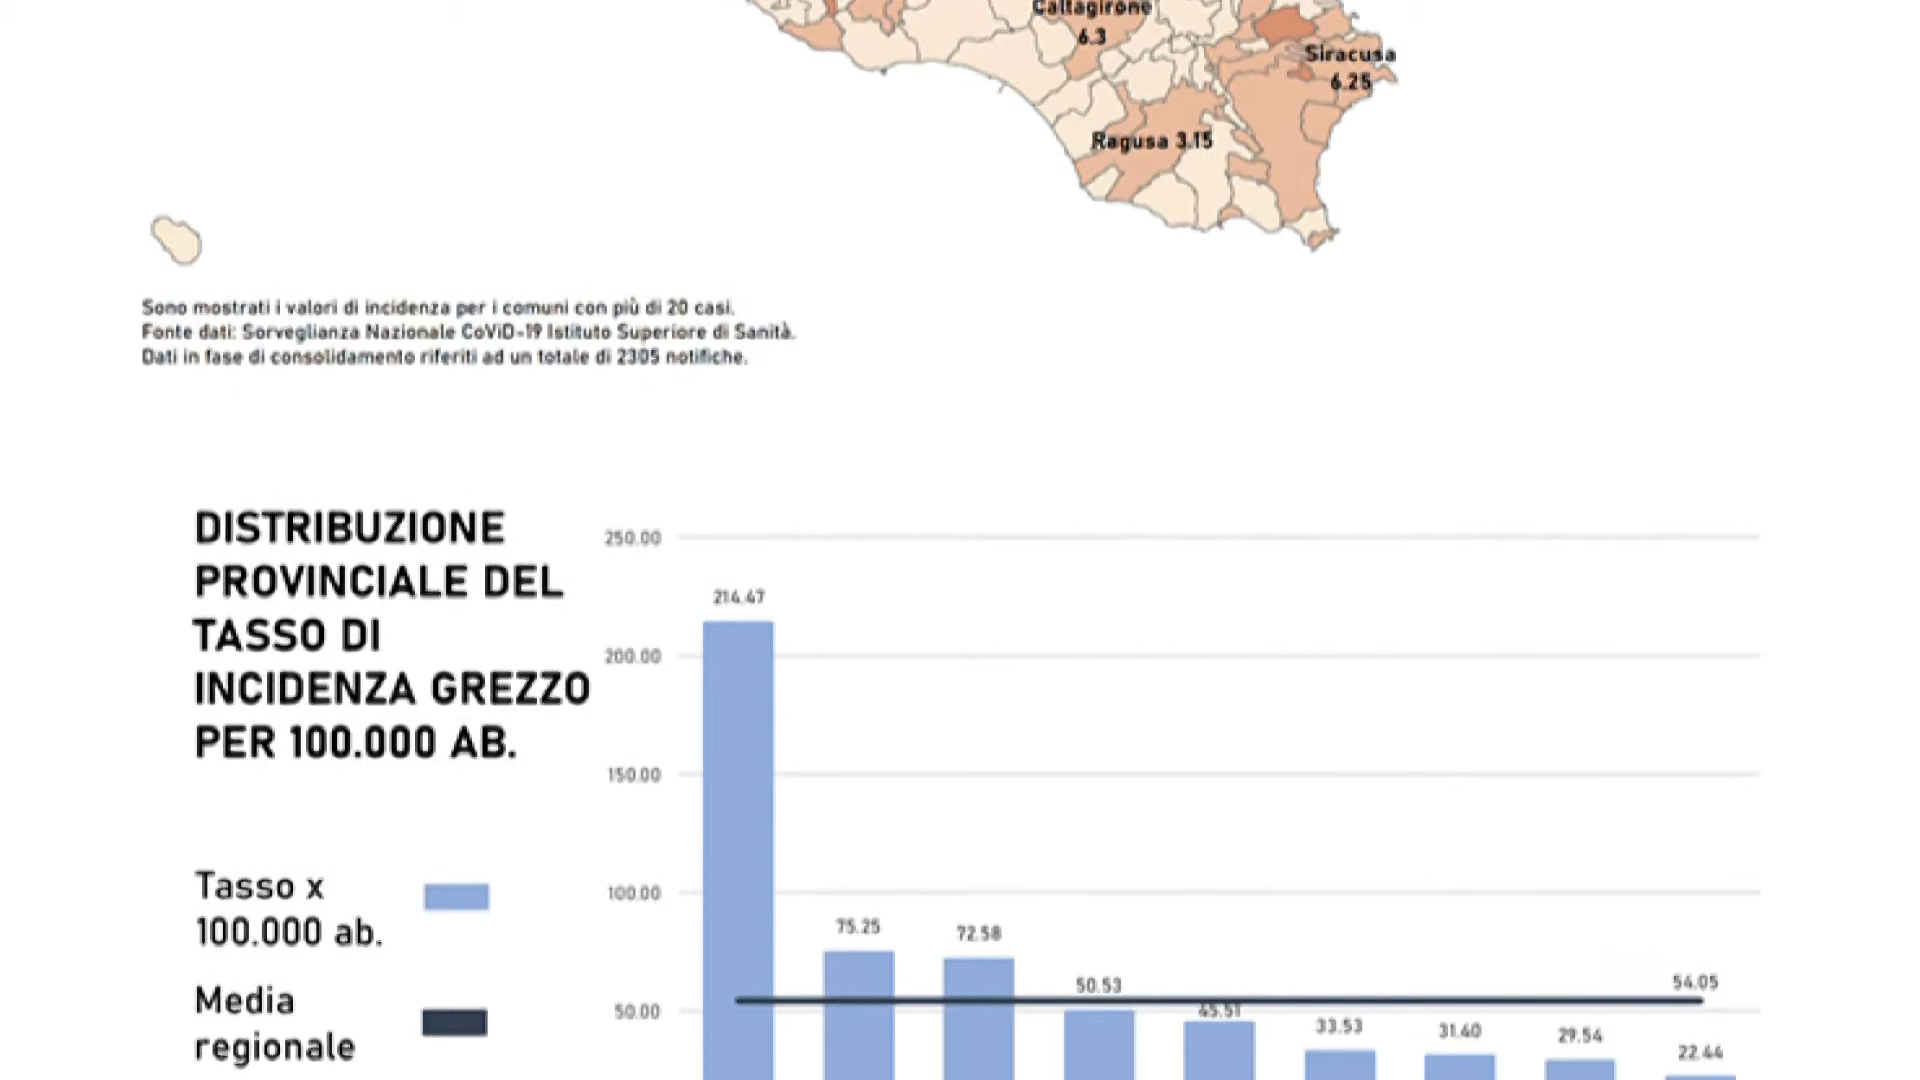 Caltagirone
6.3
Siracusa
6.25
Ragusa 3.15
Sono mostrati i valori di incidenza per i comuni con più di 20 casi.
Fonte dati: Sorveglianza Nazionale CoViD-19 Istituto Superiore di Sanità.
Dati in fase di consolidamento riferiti ad un totale di 2305 notifiche.
DISTRIBUZIONE
PROVINCIALE DEL
TASSO DI
INCIDENZA GREZZO
PER 100.000 AB.
Tasso x
100.000 ab.
Media
regionale
250.00
214.47
200.00
150.00
100.00
75.25
72.58
50.53
54.05
50.00
45.51
33.53
31.40
29.54
22.44